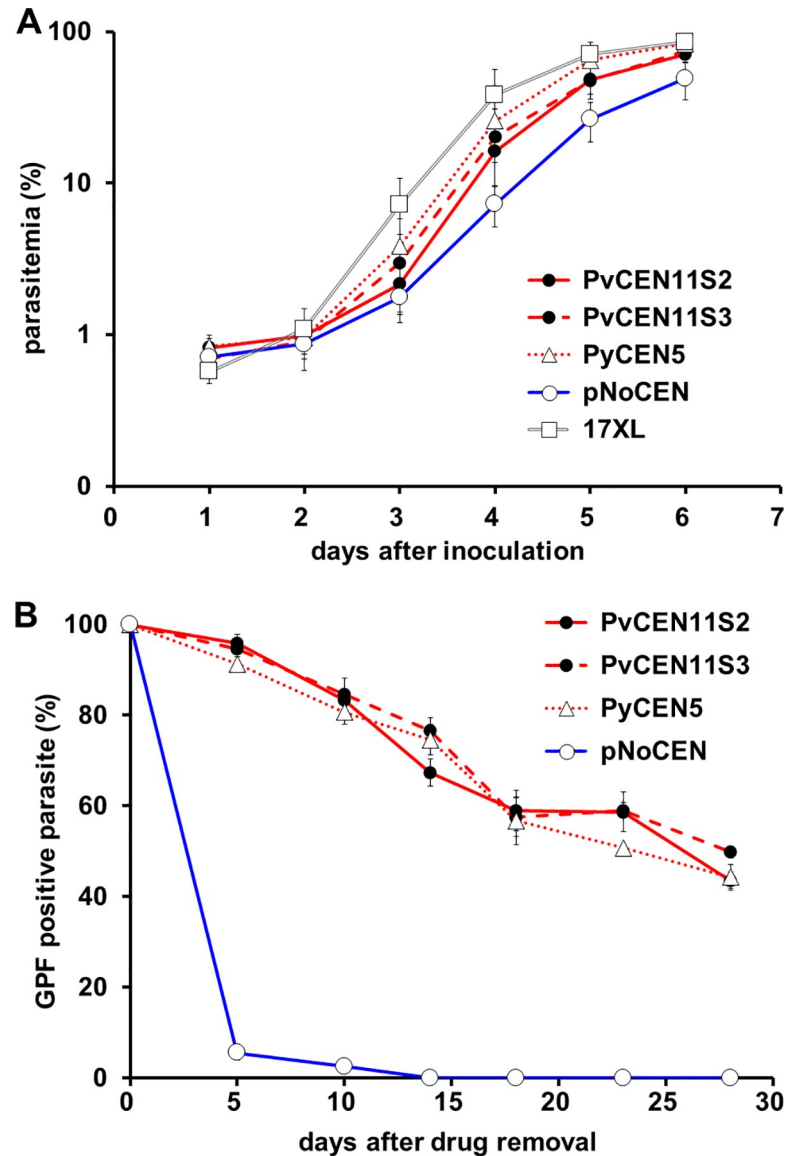 A
100
10
1
0
parasitemia (%)
0 1 2 3 4 5 6 7
days after inoculation
PvCEN11S2
PvCEN11S3
PyCEN5
pNoCEN
17XL
B
100
80
60
40
20
0
GPF positive parasite (%)
0 5 10 15 20 25 30
days after drug removal
PvCEN11S2
PvCEN11S3
PyCEN5
pNoCEN